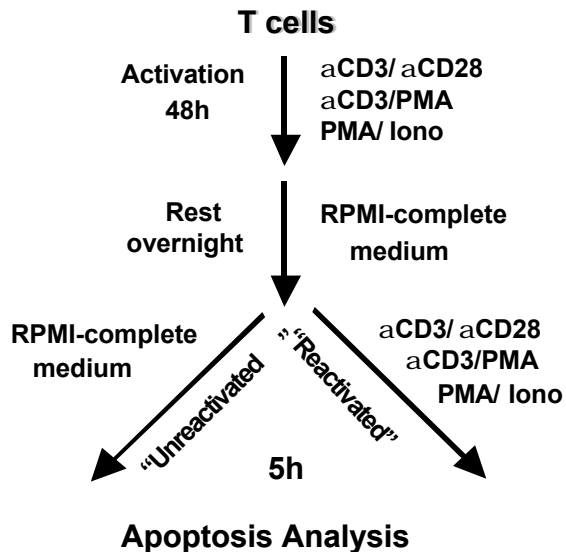 T cells
Activation
48h
aCD3/ aCD28
aCD3/PMA
PMA/ Iono
Rest
overnight
RPMI-complete
medium
RPMI-complete
medium
“Unreactivated”
“Reactivated”
aCD3/ aCD28
aCD3/PMA
PMA/ Iono
5h
Apoptosis Analysis